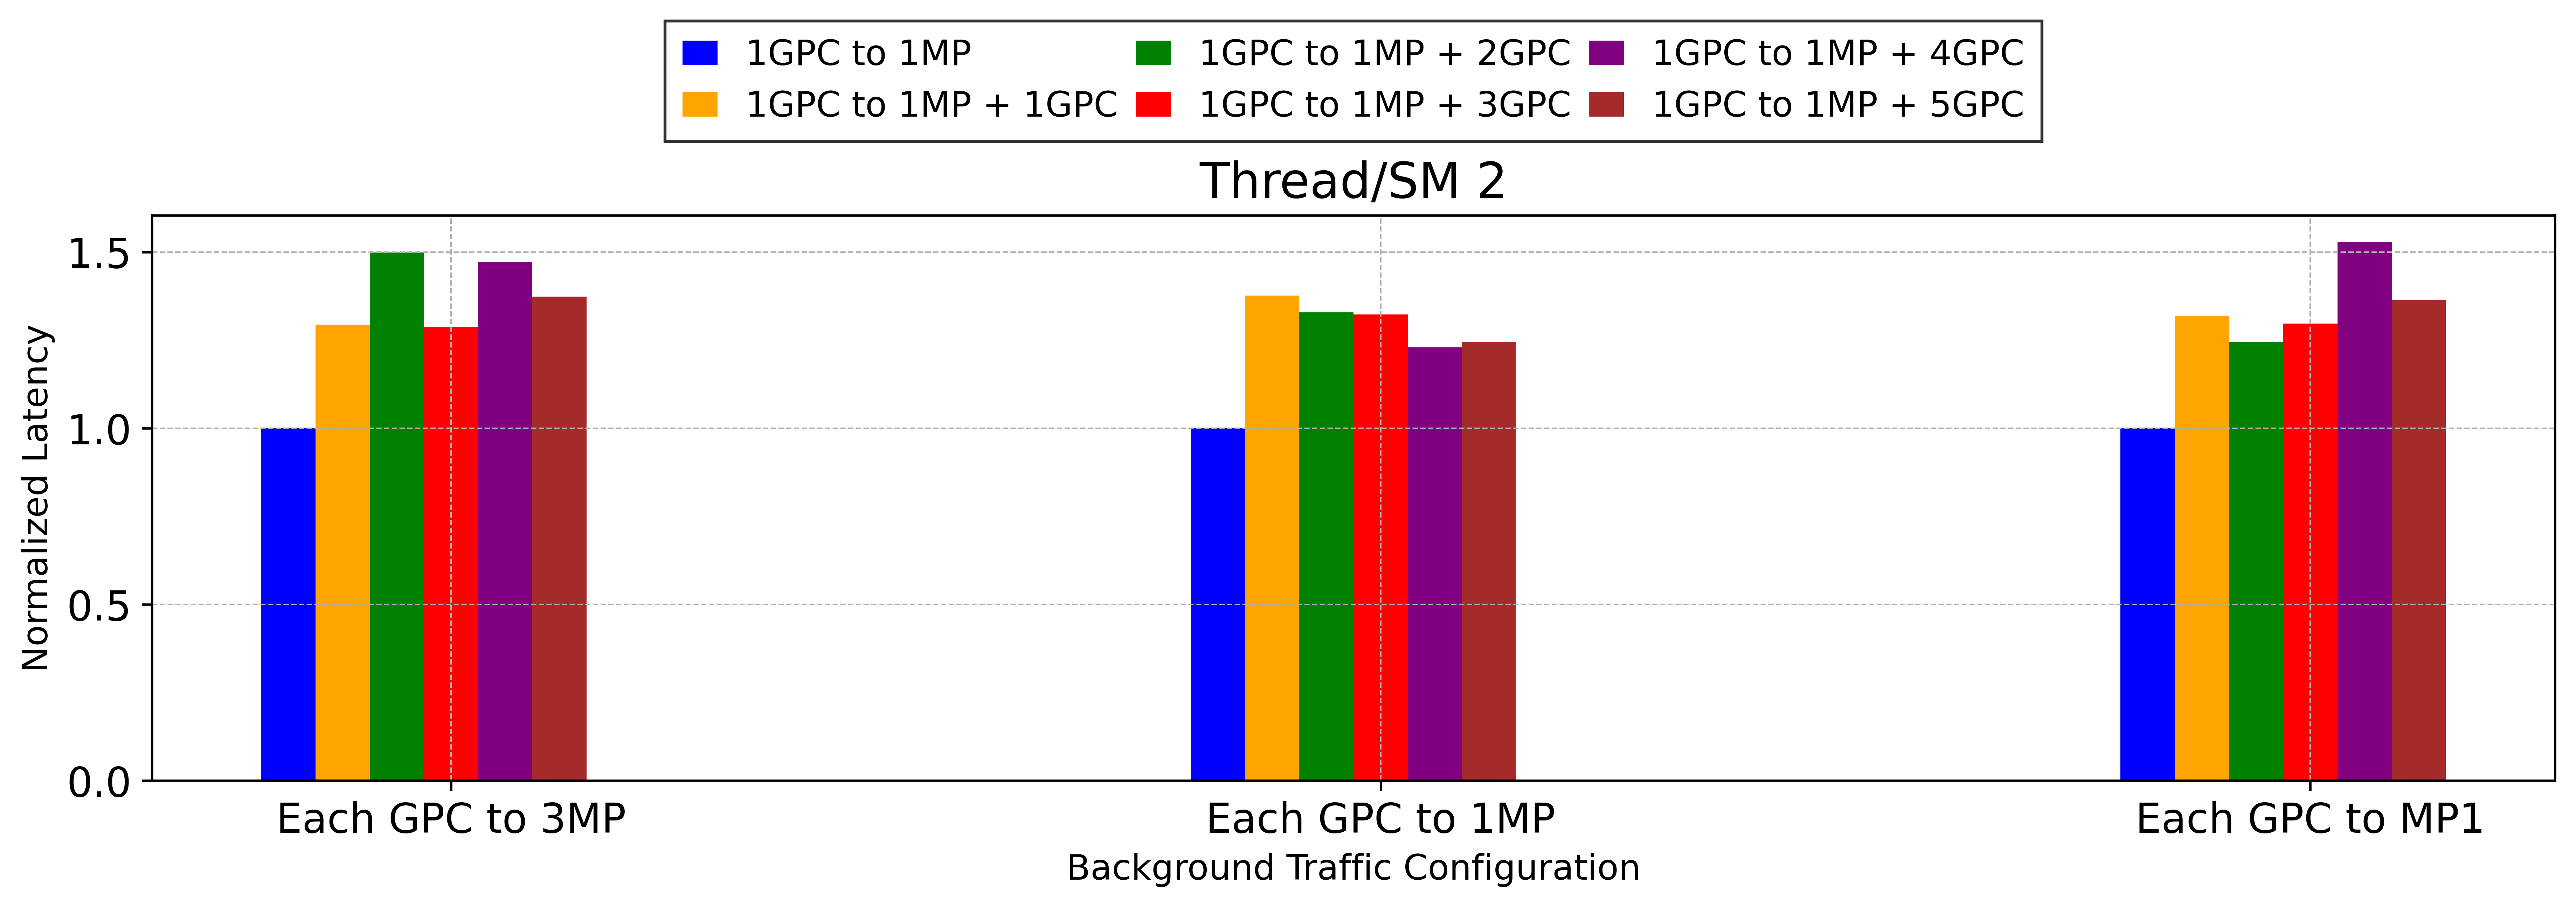 1GPC to 1MP
1GPC to 1MP + 1GPC
1GPC to 1MP + 2GPC
1GPC to 1MP + 3GPC
1GPC to 1MP + 4GPC
1GPC to 1MP + 5GPC
Thread/SM 2
Normalized Latency
1.5
1.0
0.5
0.0
Each GPC to 3MP
Each GPC to 1MP
Each GPC to MP1
Background Traffic Configuration